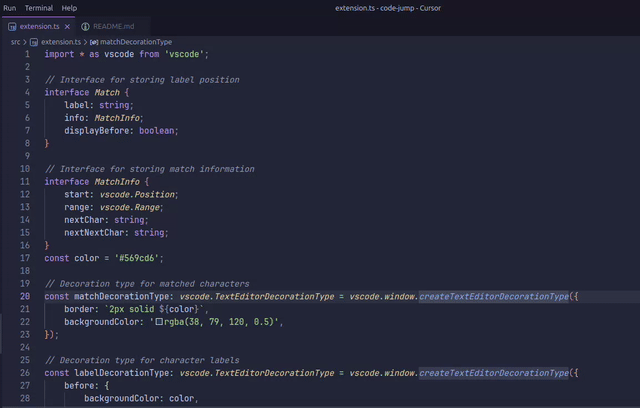 Run Terminal Help extension.ts - code-jump - Cursor
extension.ts × README.md
src > extension.ts > matchDecorationType
1 import * as vscode from 'vscode';
2
3 // Interface for storing label position
4 interface Match {
5 label: string;
6 info: MatchInfo;
7 displayBefore: boolean;
8 }
9
10 // Interface for storing match information
11 interface MatchInfo {
12 start: vscode.Position;
13 range: vscode.Range;
14 nextChar: string;
15 nextNextChar: string;
16 }
17 const color = '#569cd6';
18
19 // Decoration type for matched characters
20 const matchDecorationType: vscode.TextEditorDecorationType = vscode.window.createTextEditorDecorationType({
21 border: `2px solid ${color}`,
22 backgroundColor: 'rgba(38, 79, 120, 0.5)',
23 });
24
25 // Decoration type for character labels
26 const labelDecorationType: vscode.TextEditorDecorationType = vscode.window.createTextEditorDecorationType({
27 before: {
28 backgroundColor: color,